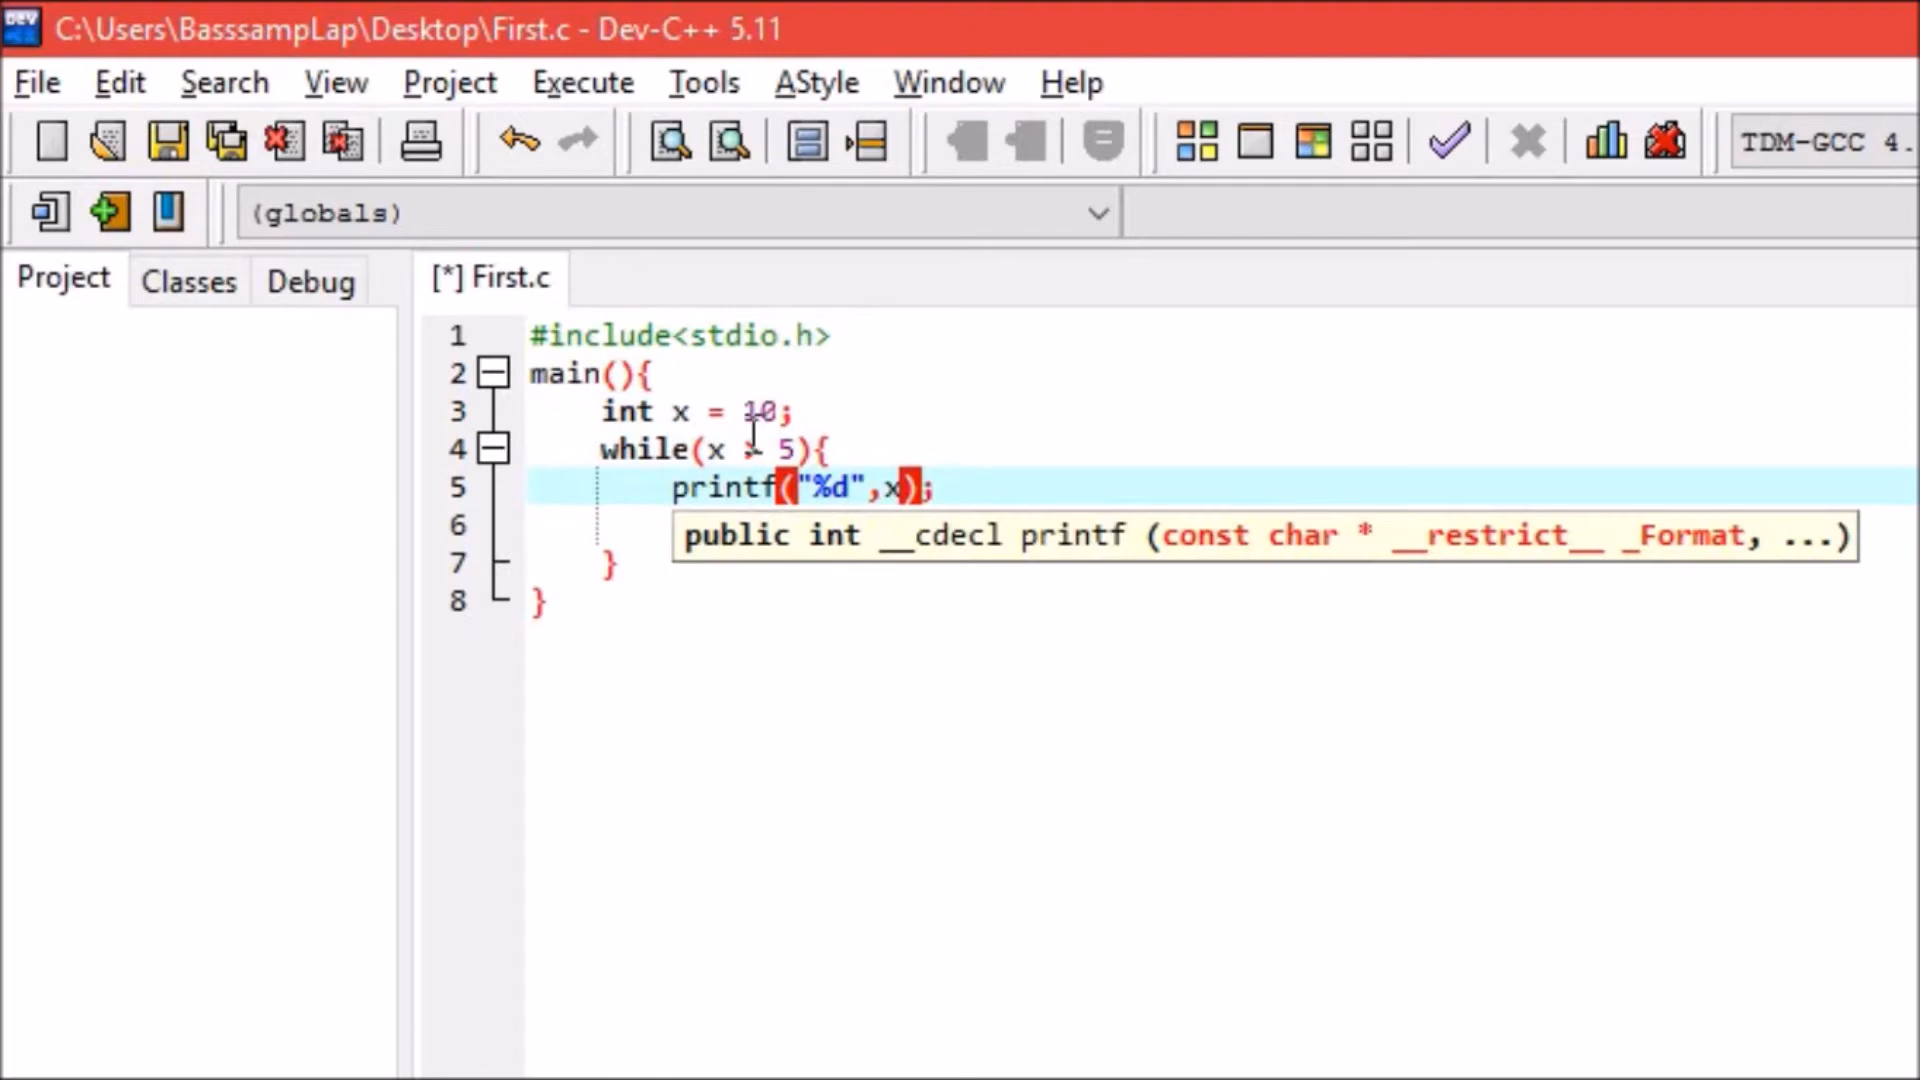 DEV C:\Users\BasssampLap\Desktop\First.c - Dev-C++ 5.11
File Edit Search View Project Execute Tools AStyle Window Help
TDM-GCC 4.
(globals)
Project Classes Debug [*] First.c
1 #include<stdio.h>
2 main(){
3 int x = 10;
4 while(x > 5){
5 printf("%d",x);
6 public int __cdecl printf (const char * __restrict__ _Format, ...)
7 }
8 }